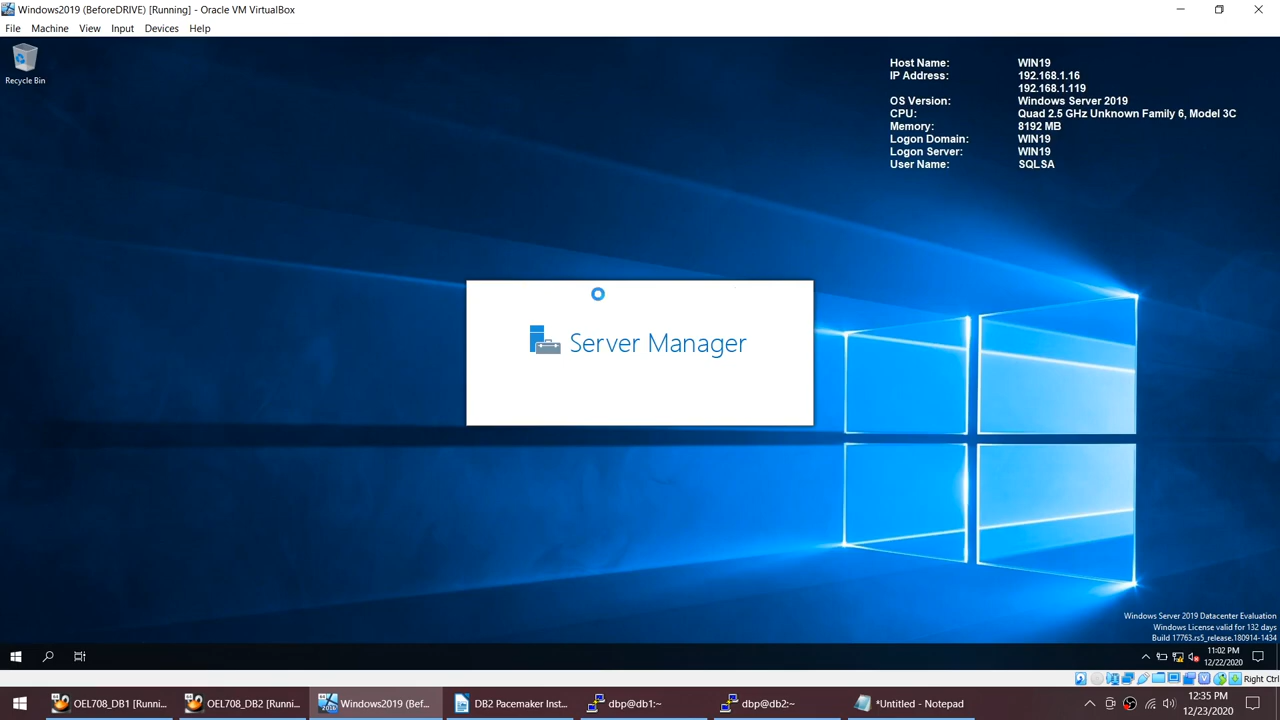 Windows2019 (BeforeDRIVE) [Running] - Oracle VM VirtualBox
File Machine View Input Devices Help
Recycle Bin
Host Name: WIN19
IP Address: 192.168.1.16
192.168.1.119
OS Version: Windows Server 2019
CPU: Quad 2.5 GHz Unknown Family 6, Model 3C
Memory: 8192 MB
Logon Domain: WIN19
Logon Server: WIN19
User Name: SQLSA
Server Manager
Windows Server 2019 Datacenter Evaluation
Windows License valid for 132 days
Build 17763.rs5_release.180914-1434
11:02 PM
12/22/2020
Right Ctrl
OEL708_DB1 [Runni...
OEL708_DB2 [Runni...
Windows2019 (Bef...
DB2 Pacemaker Inst...
dbp@db1:~
dbp@db2:~
*Untitled - Notepad
12:35 PM
12/23/2020